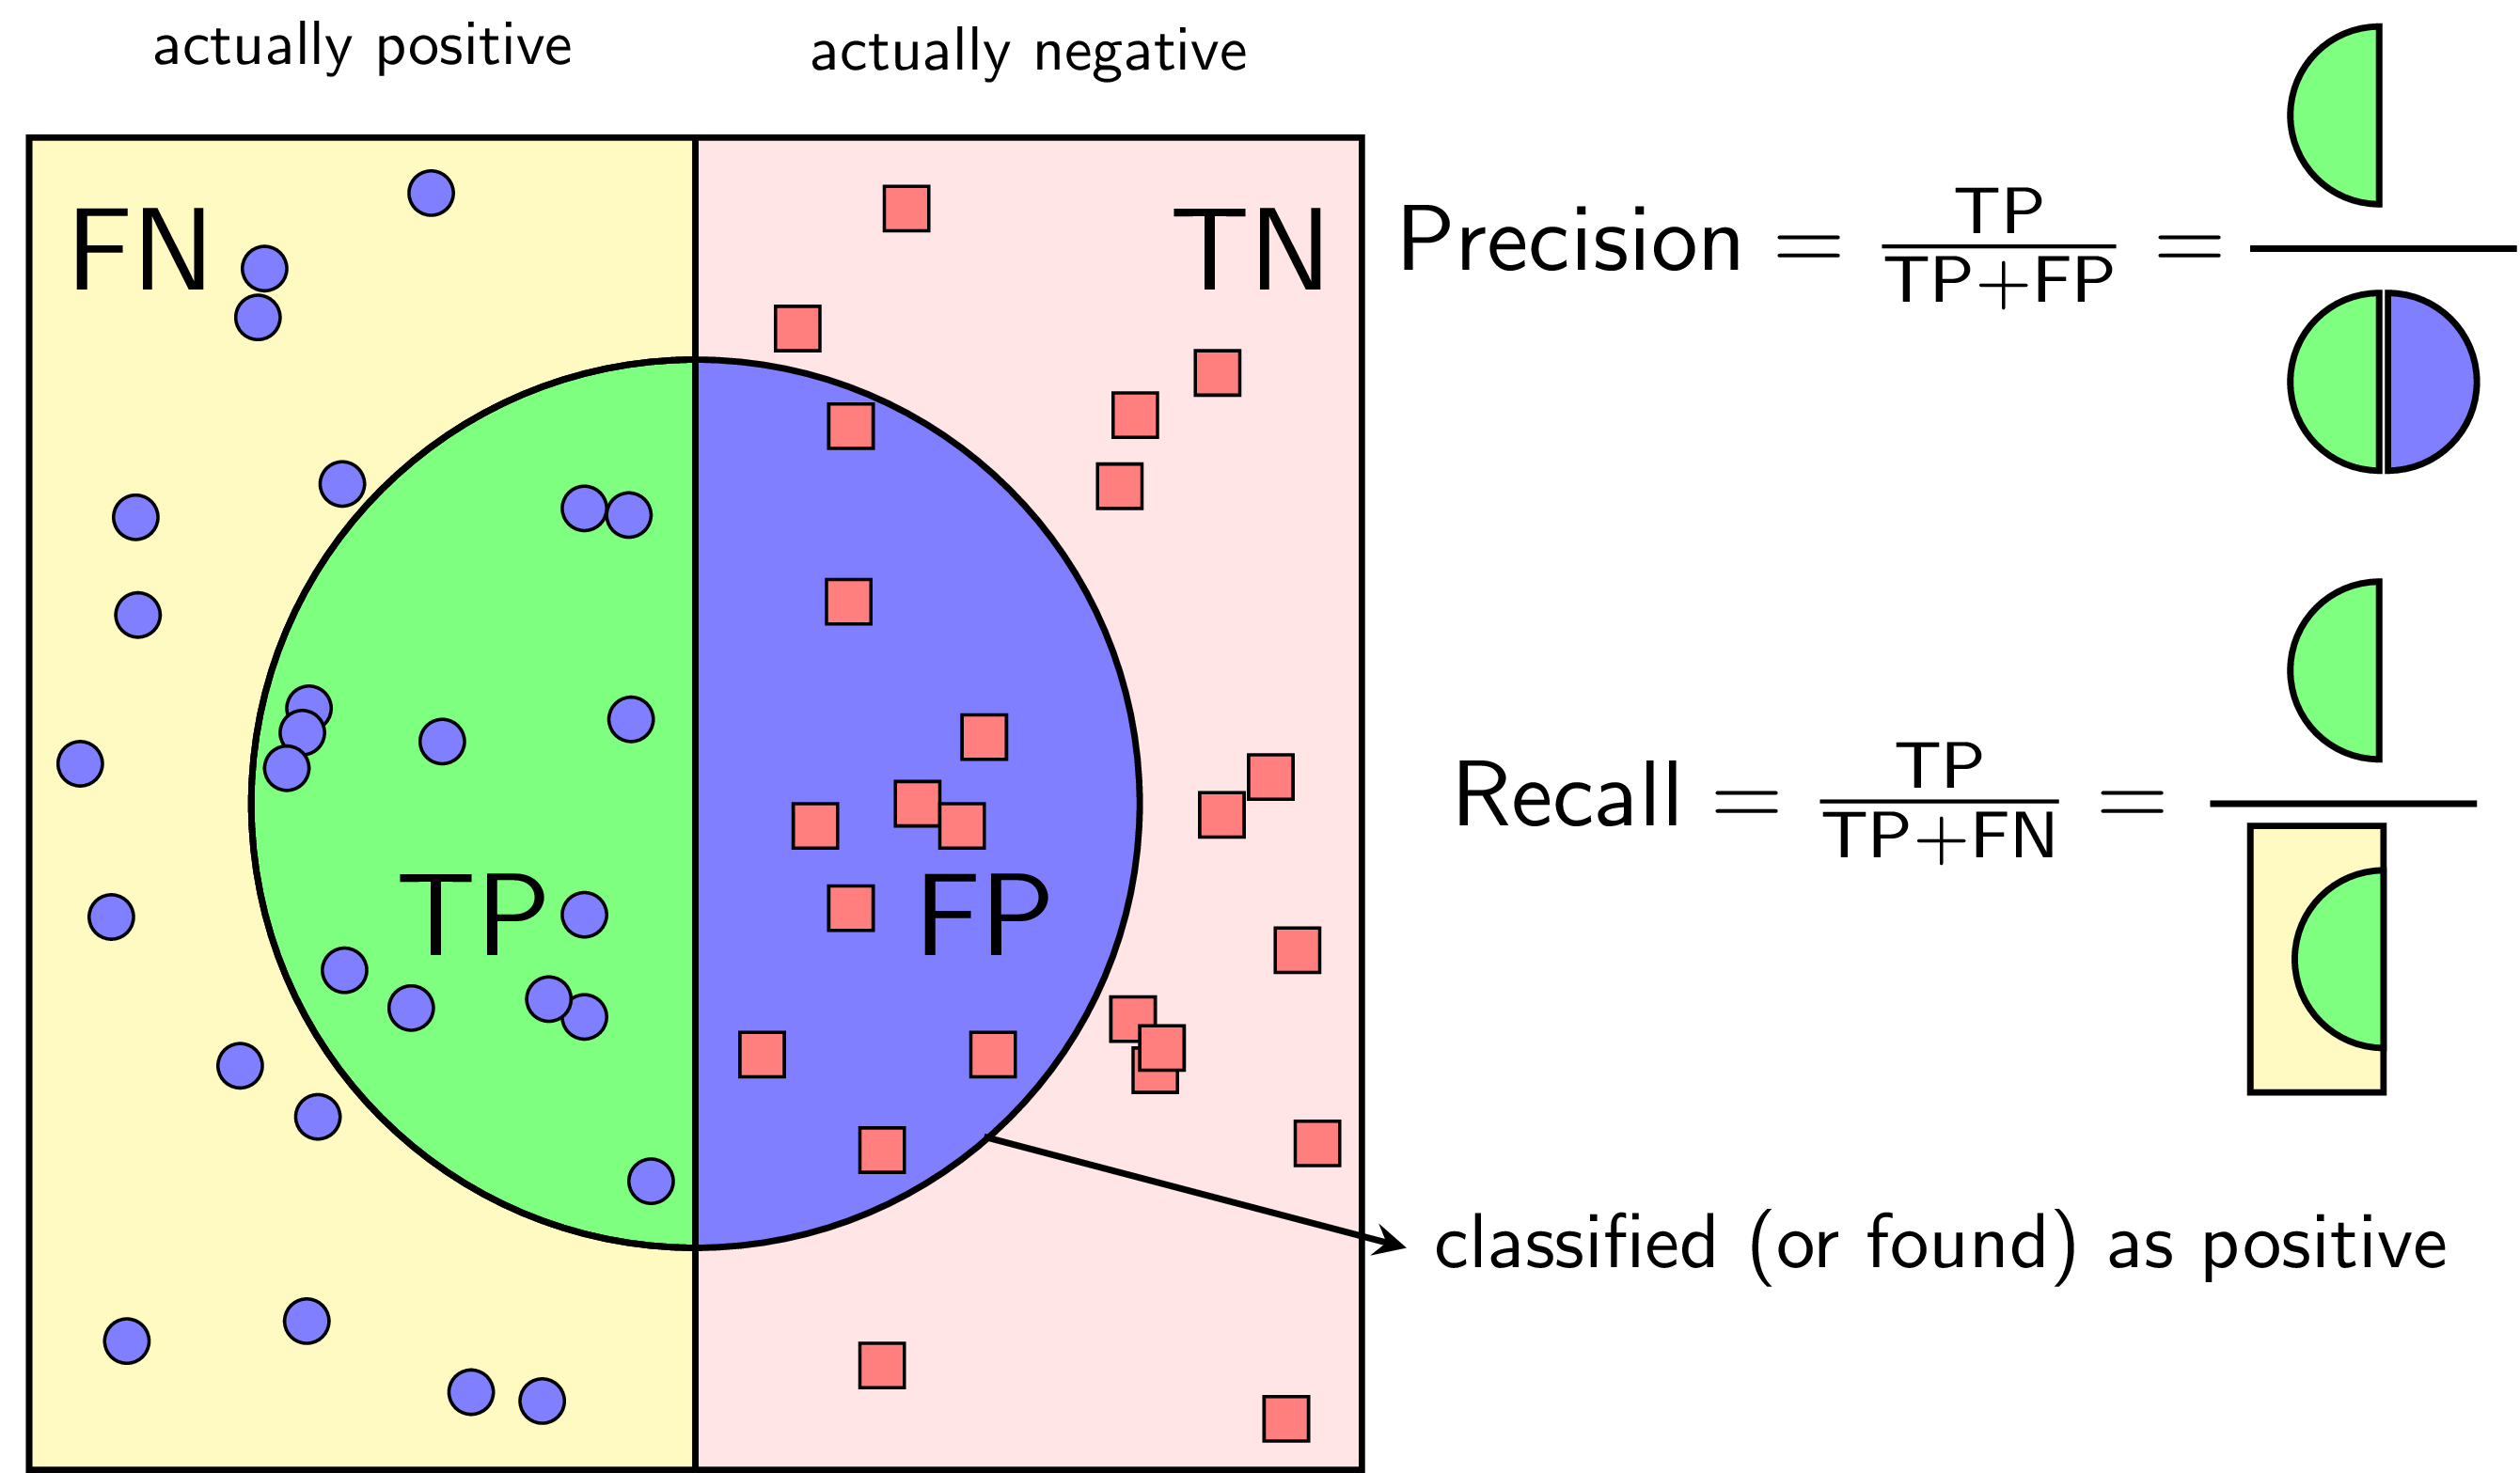 actually positive
actually negative
FN
TN
TP
FP
Precision = TP/TP+FP =
Recall = TP/TP+FN =
classified (or found) as positive